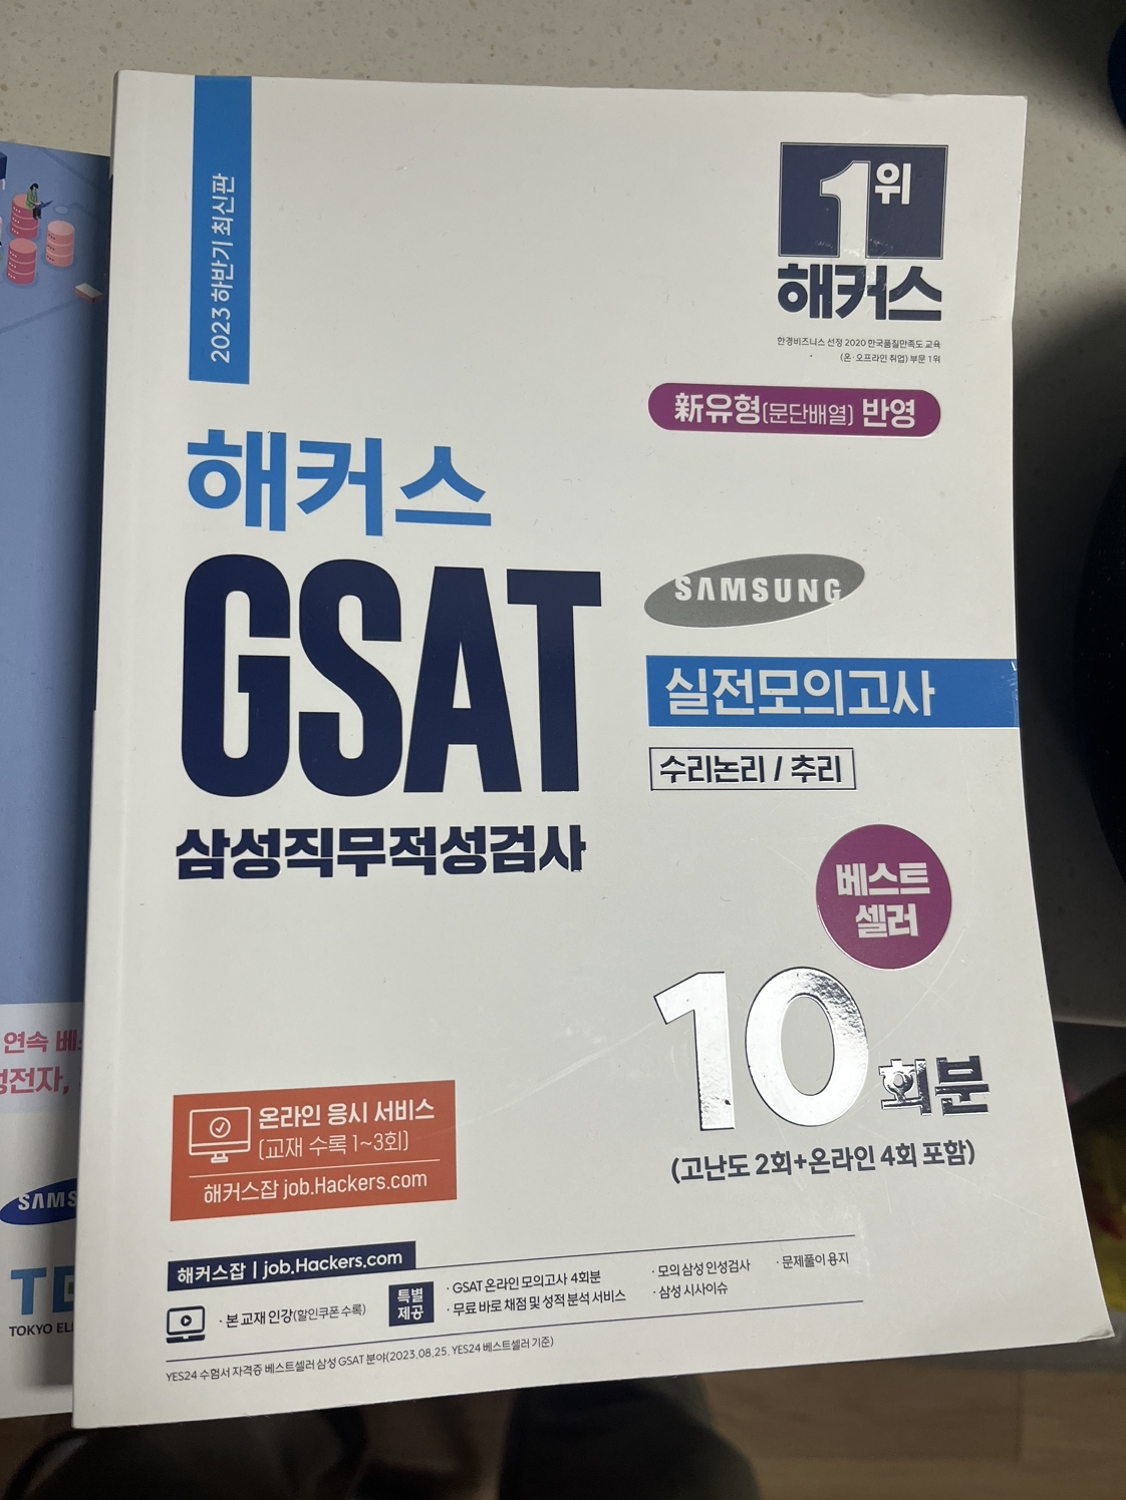 2023 하반기 최신판
1위
해커스
한경비즈니스 선정 2020 한국품질만족도 교육
(온·오프라인 취업) 부문 1위
新유형(문단배열) 반영
해커스
GSAT
삼성직무적성검사
SAMSUNG
실전모의고사
수리논리 / 추리
베스트
셀러
10회분
(고난도 2회+온라인 4회 포함)
온라인 응시 서비스
(교재 수록 1~3회)
해커스잡 job.Hackers.com
해커스잡 | job.Hackers.com
· 본 교재 인강(할인쿠폰 수록)
특별
제공
· GSAT 온라인 모의고사 4회분
· 무료 바로 채점 및 성적 분석 서비스
· 모의 삼성 인성검사
· 삼성 시사이슈
· 문제풀이 용지
YES24 수험서 자격증 베스트셀러 삼성 GSAT 분야(2023.08.25. YES24 베스트셀러 기준)
연속
전자,
SAMS
TOKYO